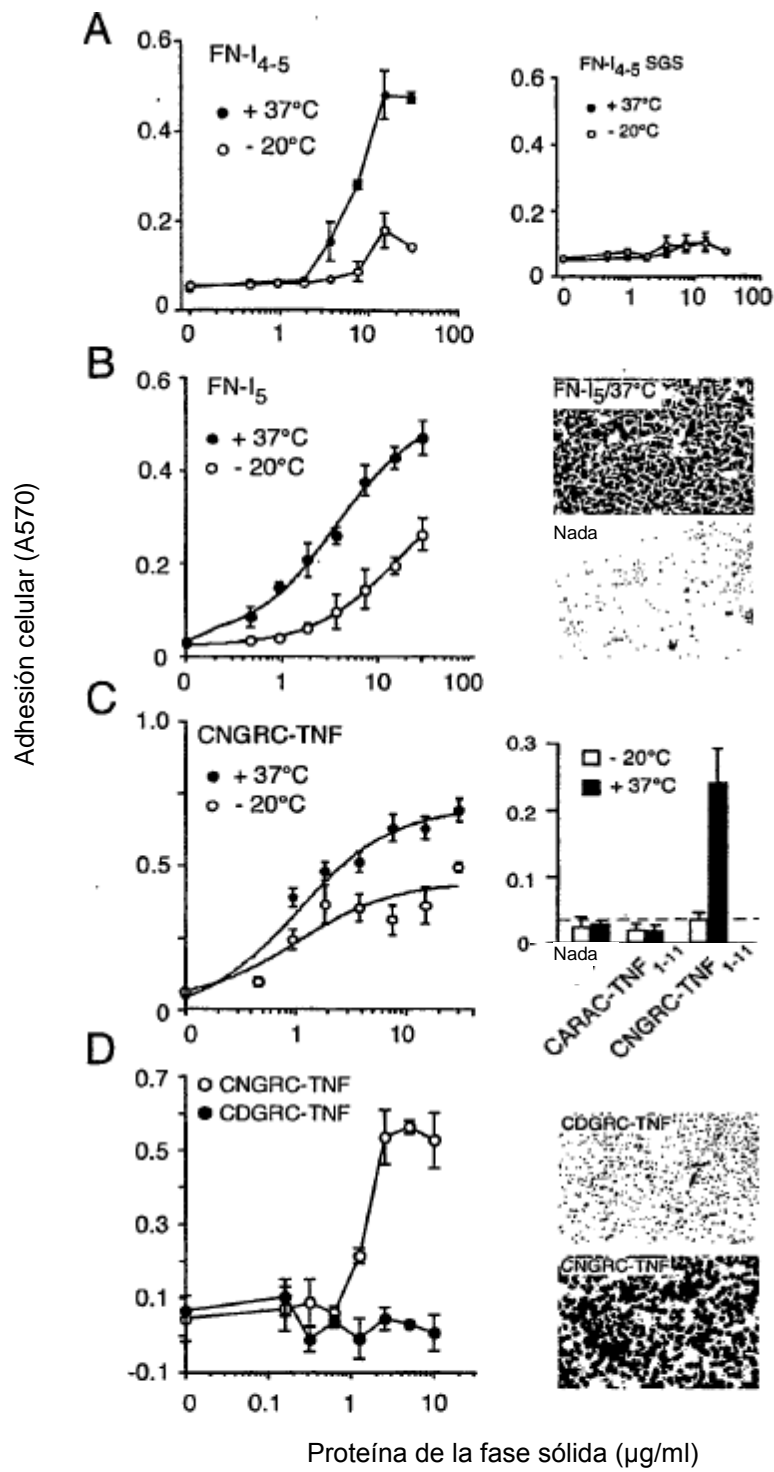 A
FN-I4-5
● + 37°C
○ - 20°C
0.6
0.4
0.2
0
0 1 10 100
FN-I4-5 SGS
● + 37°C
○ - 20°C
0.6
0.4
0.2
0
0 1 10 100
B
FN-I5
● + 37°C
○ - 20°C
0.6
0.4
0.2
0
0 1 10 100
FN-I5/37°C
Nada
Adhesión celular (A570)
C
CNGRC-TNF
● + 37°C
○ - 20°C
1.0
0.5
0
0 1 10
0.3
0.2
0.1
0-
□ - 20°C
■ + 37°C
Nada
CARAC-TNF1-11
CNGRC-TNF1-11
D
○ CNGRC-TNF
● CDGRC-TNF
0.7
0.5
0.3
0.1
-0.1
0 0.1 1 10
CDGRC-TNF
CNGRC-TNF
Proteína de la fase sólida (µg/ml)